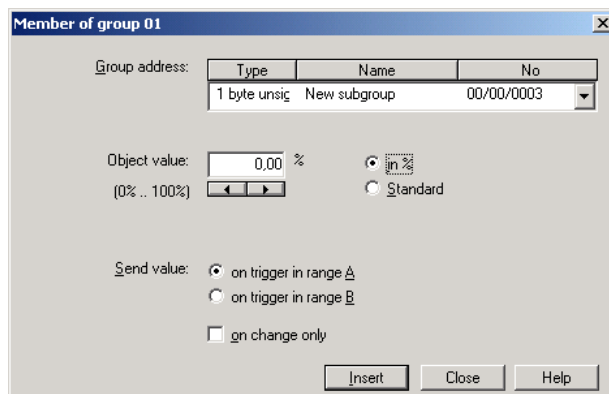 Member of group 01
Group address:
Type Name No
1 byte unsig New subgroup 00/00/0003
Object value: 0,00 % in %
(0% .. 100%) Standard
Send value: on trigger in range A
on trigger in range B
on change only
Insert Close Help